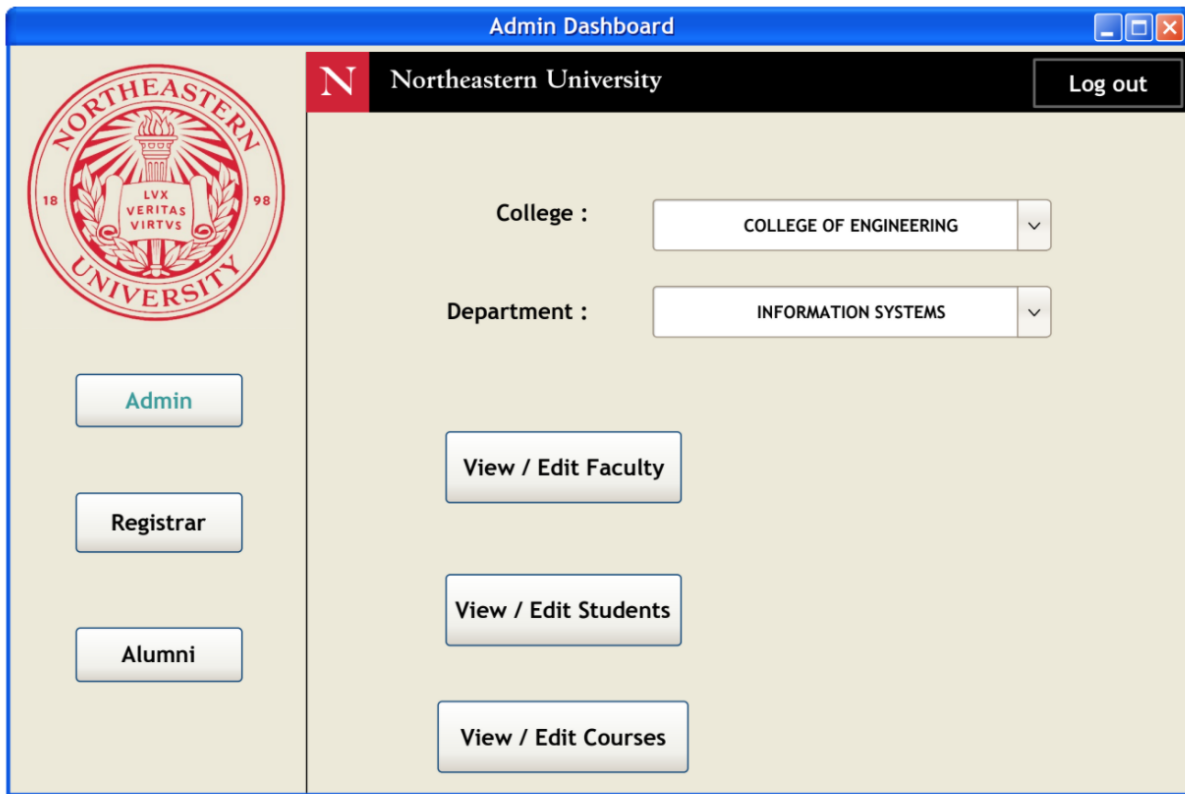 Admin Dashboard
NORTHEASTERN
UNIVERSITY
18 98
LVX
VERITAS
VIRTVS
N Northeastern University
Log out
College : COLLEGE OF ENGINEERING
Department : INFORMATION SYSTEMS
Admin
Registrar
Alumni
View / Edit Faculty
View / Edit Students
View / Edit Courses